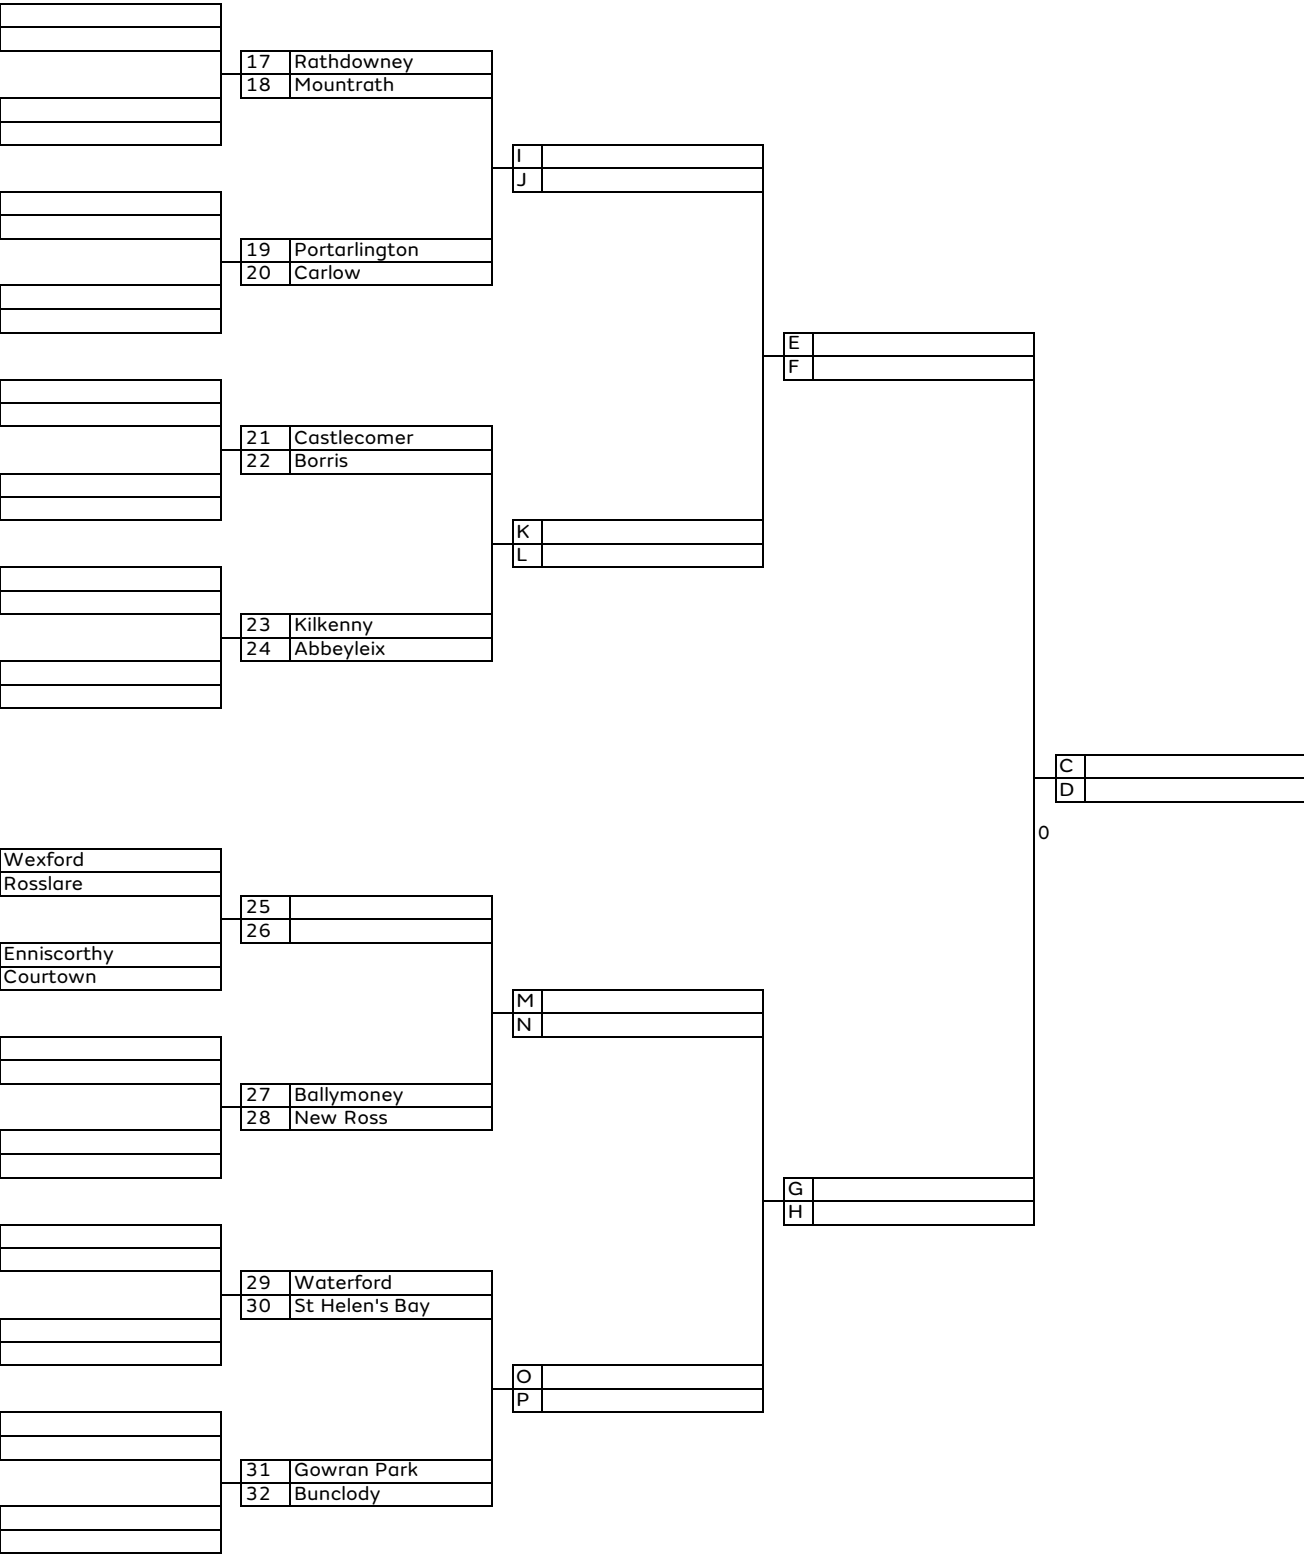 17 Rathdowney
18 Mountrath
I
J
19 Portarlington
20 Carlow
E
F
21 Castlecomer
22 Borris
K
L
23 Kilkenny
24 Abbeyleix
C
D
0
Wexford
Rosslare
25
26
Enniscorthy
Courtown
M
N
27 Ballymoney
28 New Ross
G
H
29 Waterford
30 St Helen's Bay
O
P
31 Gowran Park
32 Bunclody